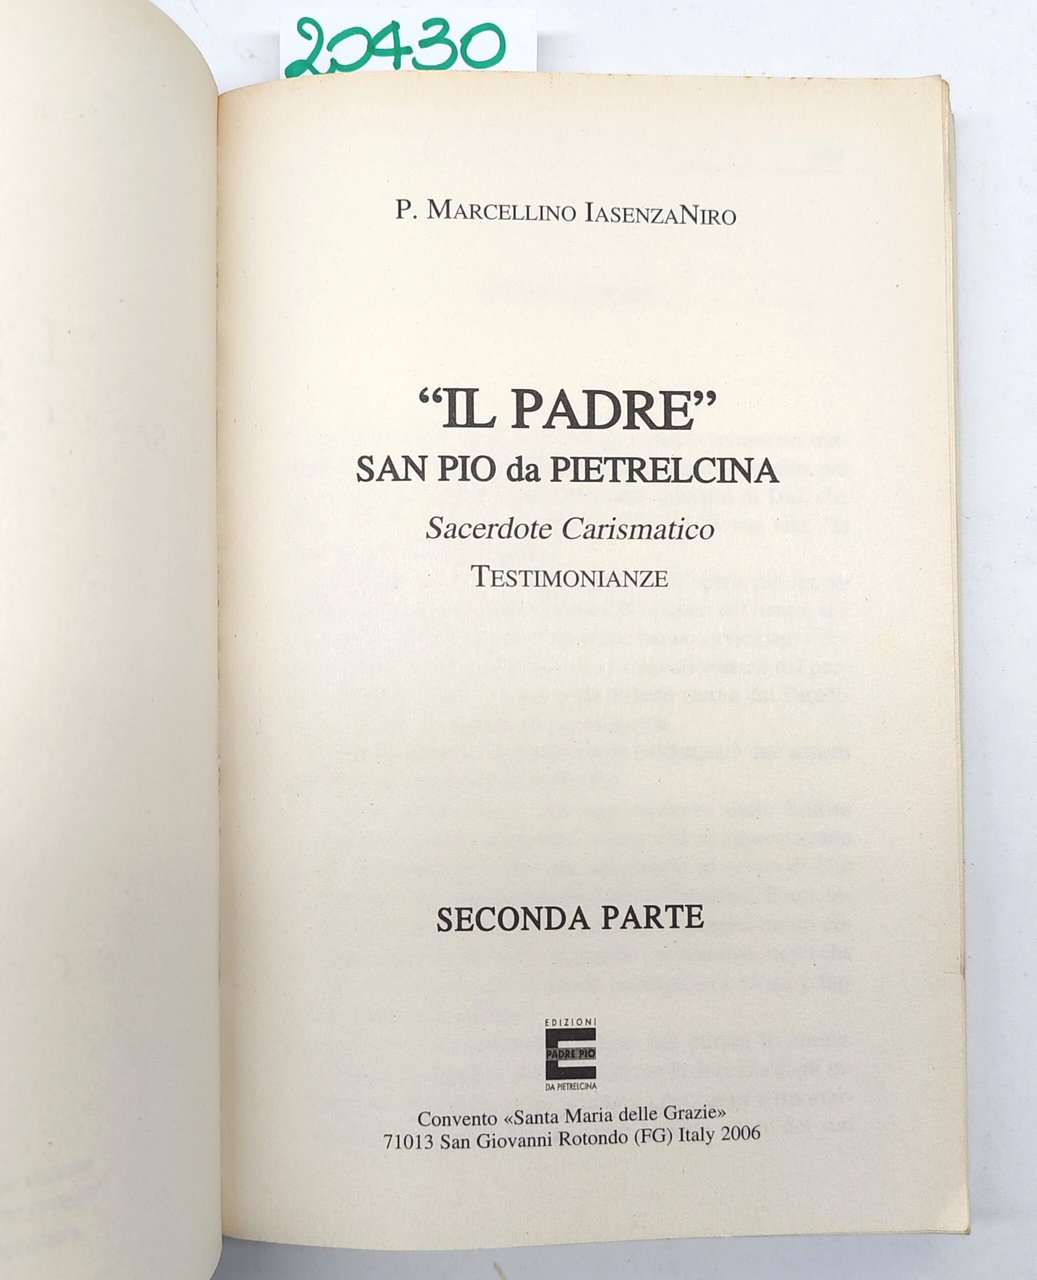 20430
P. MARCELLINO IASENZANIRO
“IL PADRE”
SAN PIO da PIETRELCINA
Sacerdote Carismatico
TESTIMONIANZE
SECONDA PARTE
EDIZIONI
PADRE PIO
DA PIETRELCINA
Convento «Santa Maria delle Grazie»
71013 San Giovanni Rotondo (FG) Italy 2006